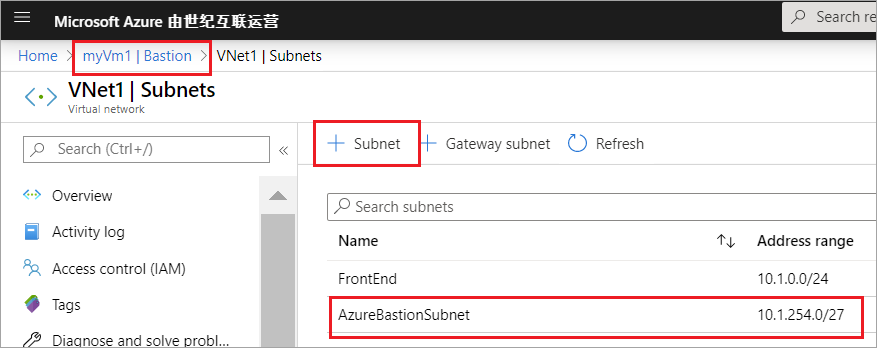 Microsoft Azure 由世纪互联运营
Search re
Home > myVm1 | Bastion > VNet1 | Subnets
VNet1 | Subnets
Virtual network
Search (Ctrl+/)
«
+ Subnet + Gateway subnet Refresh
Overview
Activity log
Access control (IAM)
Tags
Diagnose and solve probl...
Search subnets
Name ↑↓ Address range
FrontEnd 10.1.0.0/24
AzureBastionSubnet 10.1.254.0/27